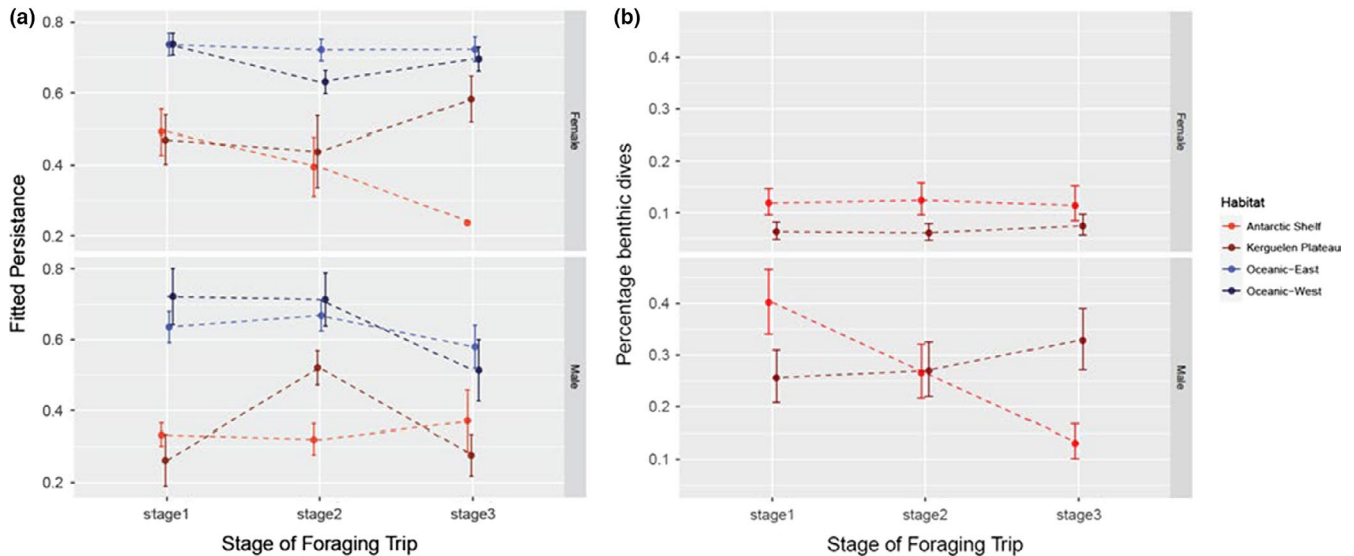 (a)
0.8
0.6
0.4
0.2
Female
0.8
0.6
0.4
0.2
Male
Fitted Persistance
stage1 stage2 stage3
Stage of Foraging Trip
(b)
0.4
0.3
0.2
0.1
Female
0.4
0.3
0.2
0.1
Male
Percentage benthic dives
stage1 stage2 stage3
Stage of Foraging Trip
Habitat
Antarctic Shelf
Kerguelen Plateau
Oceanic-East
Oceanic-West